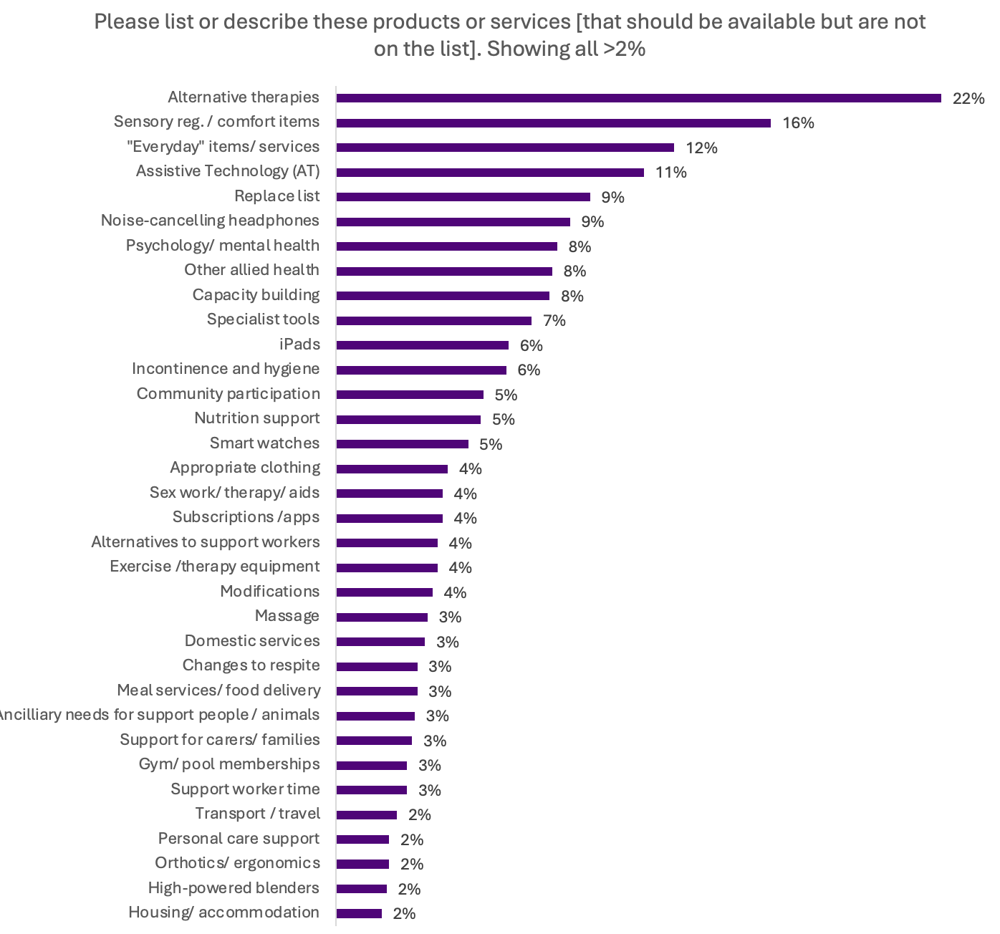 Please list or describe these products or services [that should be available but are not
on the list]. Showing all >2%
Alternative therapies 22%
Sensory reg. / comfort items 16%
"Everyday" items/ services 12%
Assistive Technology (AT) 11%
Replace list 9%
Noise-cancelling headphones 9%
Psychology/ mental health 8%
Other allied health 8%
Capacity building 8%
Specialist tools 7%
iPads 6%
Incontinence and hygiene 6%
Community participation 5%
Nutrition support 5%
Smart watches 5%
Appropriate clothing 4%
Sex work/ therapy/ aids 4%
Subscriptions /apps 4%
Alternatives to support workers 4%
Exercise /therapy equipment 4%
Modifications 4%
Massage 3%
Domestic services 3%
Changes to respite 3%
Meal services/ food delivery 3%
Ancilliary needs for support people / animals 3%
Support for carers/ families 3%
Gym/ pool memberships 3%
Support worker time 3%
Transport / travel 2%
Personal care support 2%
Orthotics/ ergonomics 2%
High-powered blenders 2%
Housing/ accommodation 2%